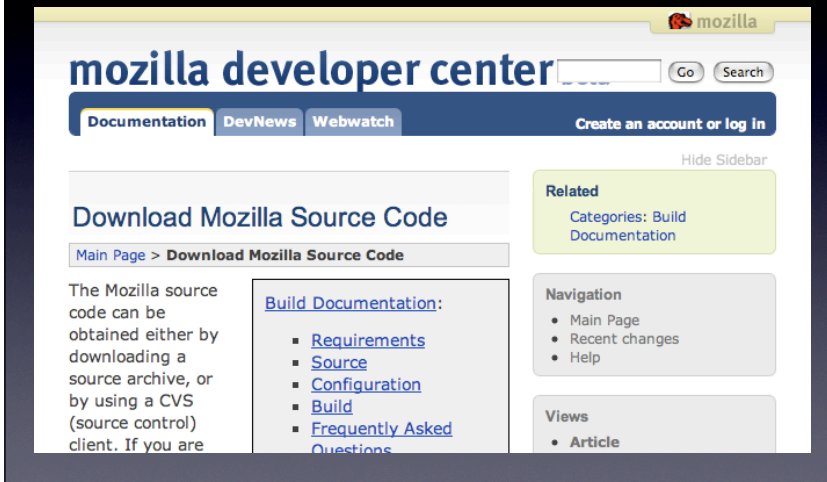 mozilla
mozilla developer center
Go
Search
Documentation
DevNews
Webwatch
Create an account or log in
Hide Sidebar
Download Mozilla Source Code
Main Page > Download Mozilla Source Code
The Mozilla source
code can be
obtained either by
downloading a
source archive, or
by using a CVS
(source control)
client. If you are
Build Documentation:
Requirements
Source
Configuration
Build
Frequently Asked
Questions
Related
Categories: Build
Documentation
Navigation
Main Page
Recent changes
Help
Views
Article